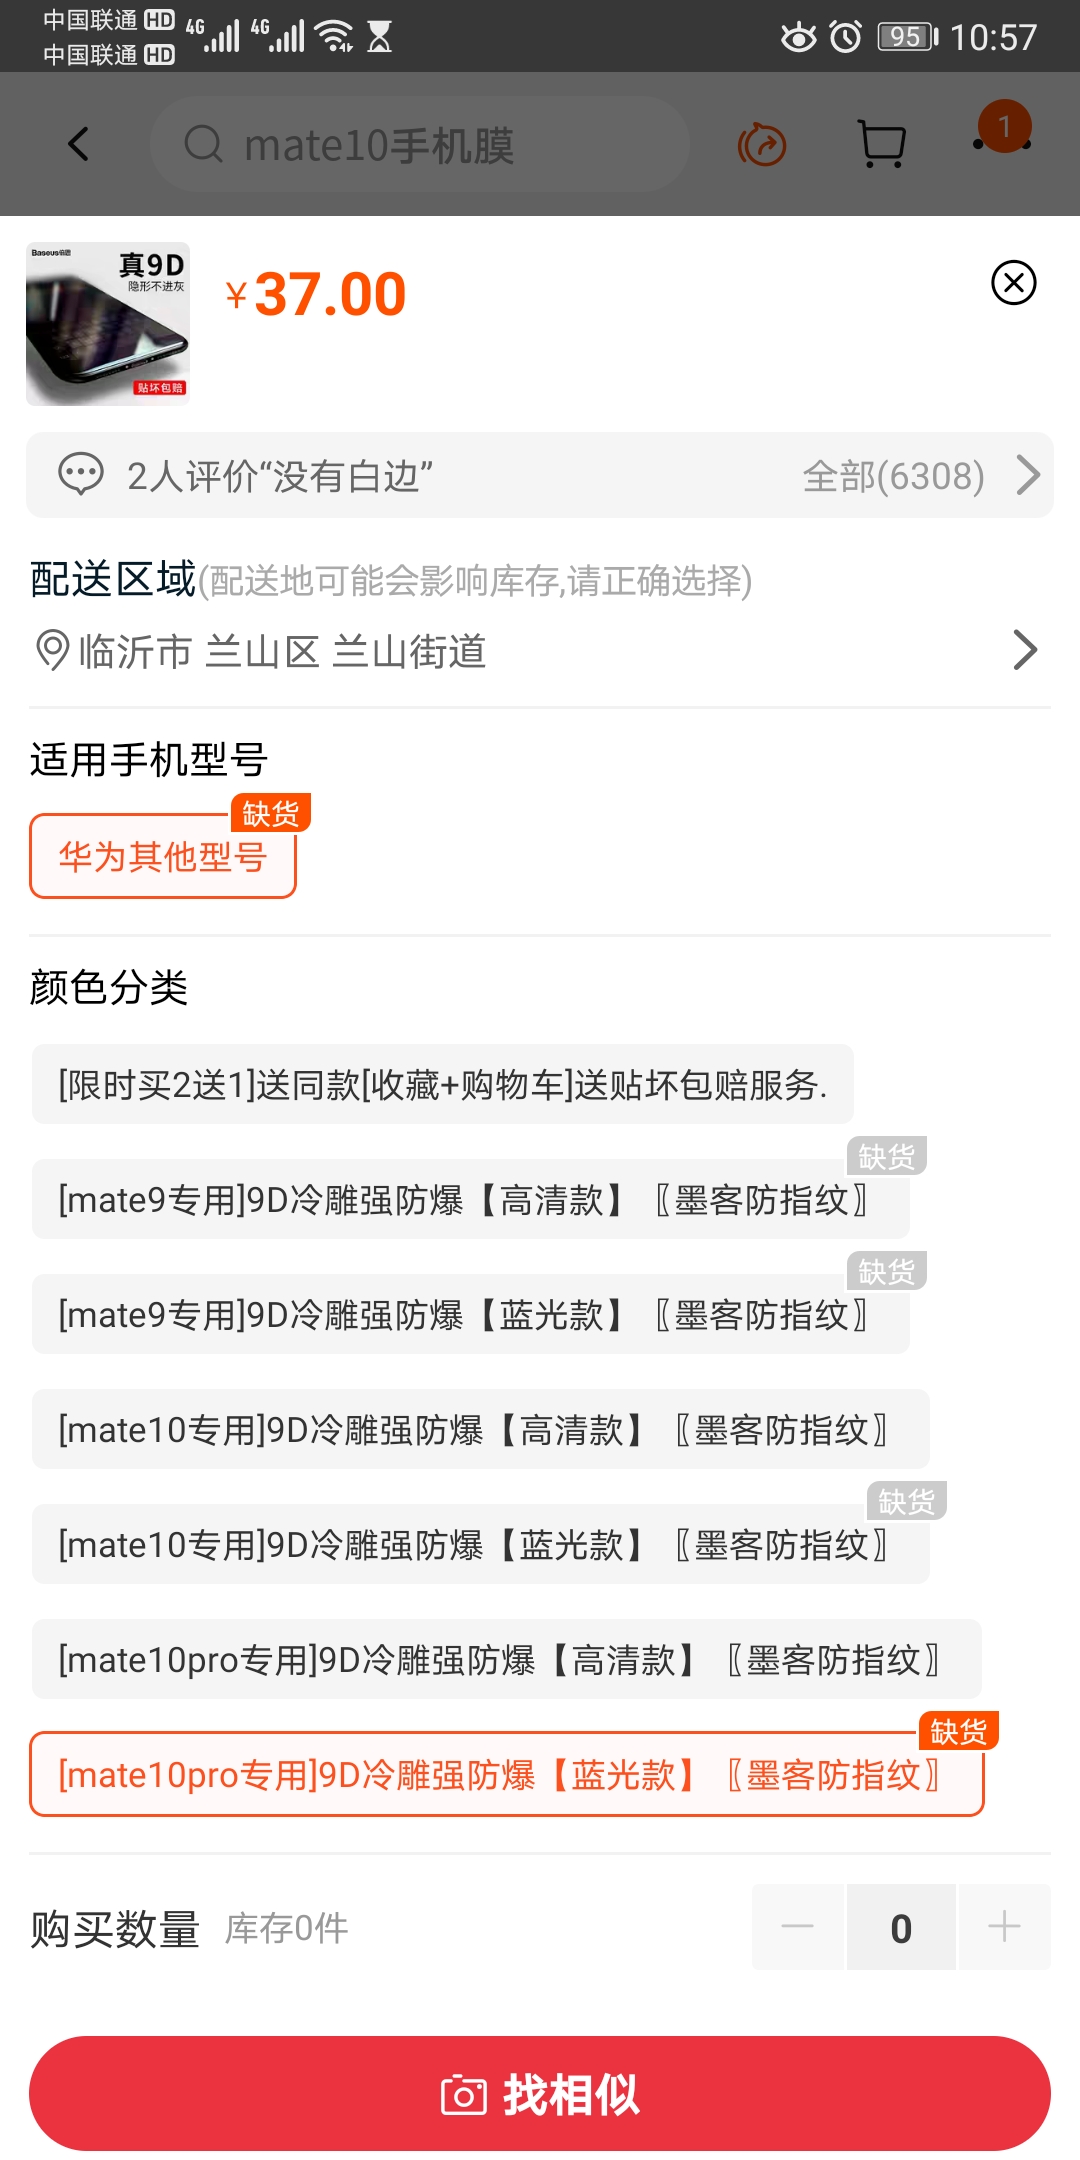 中国联通 HD 4G 4G 95 10:57
中国联通 HD
mate10手机膜 1
Baseus倍思
真9D
隐形不进灰
贴坏包赔
¥37.00
2人评价“没有白边” 全部(6308)
配送区域(配送地可能会影响库存,请正确选择)
临沂市 兰山区 兰山街道
适用手机型号
缺货
华为其他型号
颜色分类
[限时买2送1]送同款[收藏+购物车]送贴坏包赔服务.
缺货
[mate9专用]9D冷雕强防爆【高清款】〖墨客防指纹〗
缺货
[mate9专用]9D冷雕强防爆【蓝光款】〖墨客防指纹〗
[mate10专用]9D冷雕强防爆【高清款】〖墨客防指纹〗
缺货
[mate10专用]9D冷雕强防爆【蓝光款】〖墨客防指纹〗
[mate10pro专用]9D冷雕强防爆【高清款】〖墨客防指纹〗
缺货
[mate10pro专用]9D冷雕强防爆【蓝光款】〖墨客防指纹〗
购买数量 库存0件 — 0 +
找相似